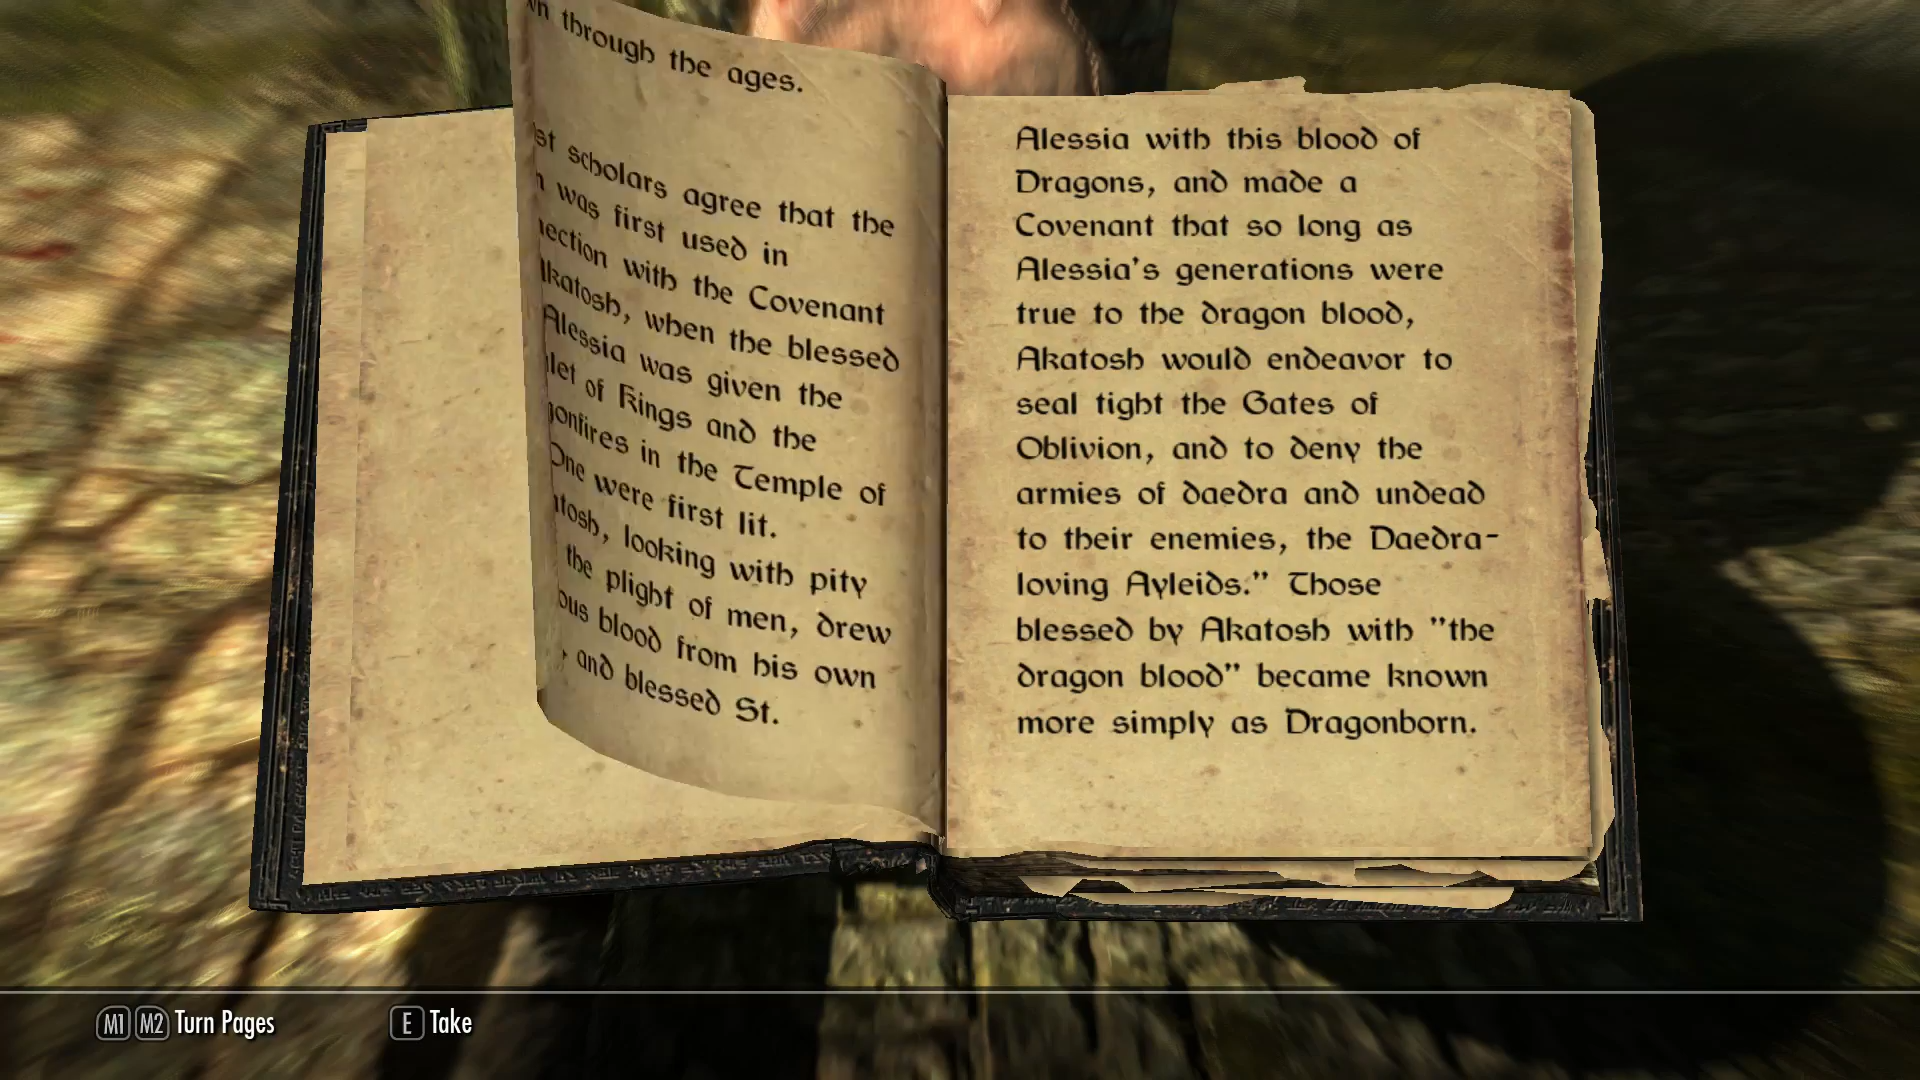 through the ages.
scholars agree that the
was first used in
with the Covenant
when the blessed
Alessia was given the
of Kings and the
in the Temple of
One were first lit.
looking with pity
the plight of men, drew
blood from his own
and blessed St.
Alessia with this blood of
Dragons, and made a
Covenant that so long as
Alessia's generations were
true to the dragon blood,
Akatosh would endeavor to
seal tight the Gates of
Oblivion, and to deny the
armies of daedra and undead
to their enemies, the Daedra-
loving Ayleids." Those
blessed by Akatosh with "the
dragon blood" became known
more simply as Dragonborn.
M1 M2 Turn Pages
E Take